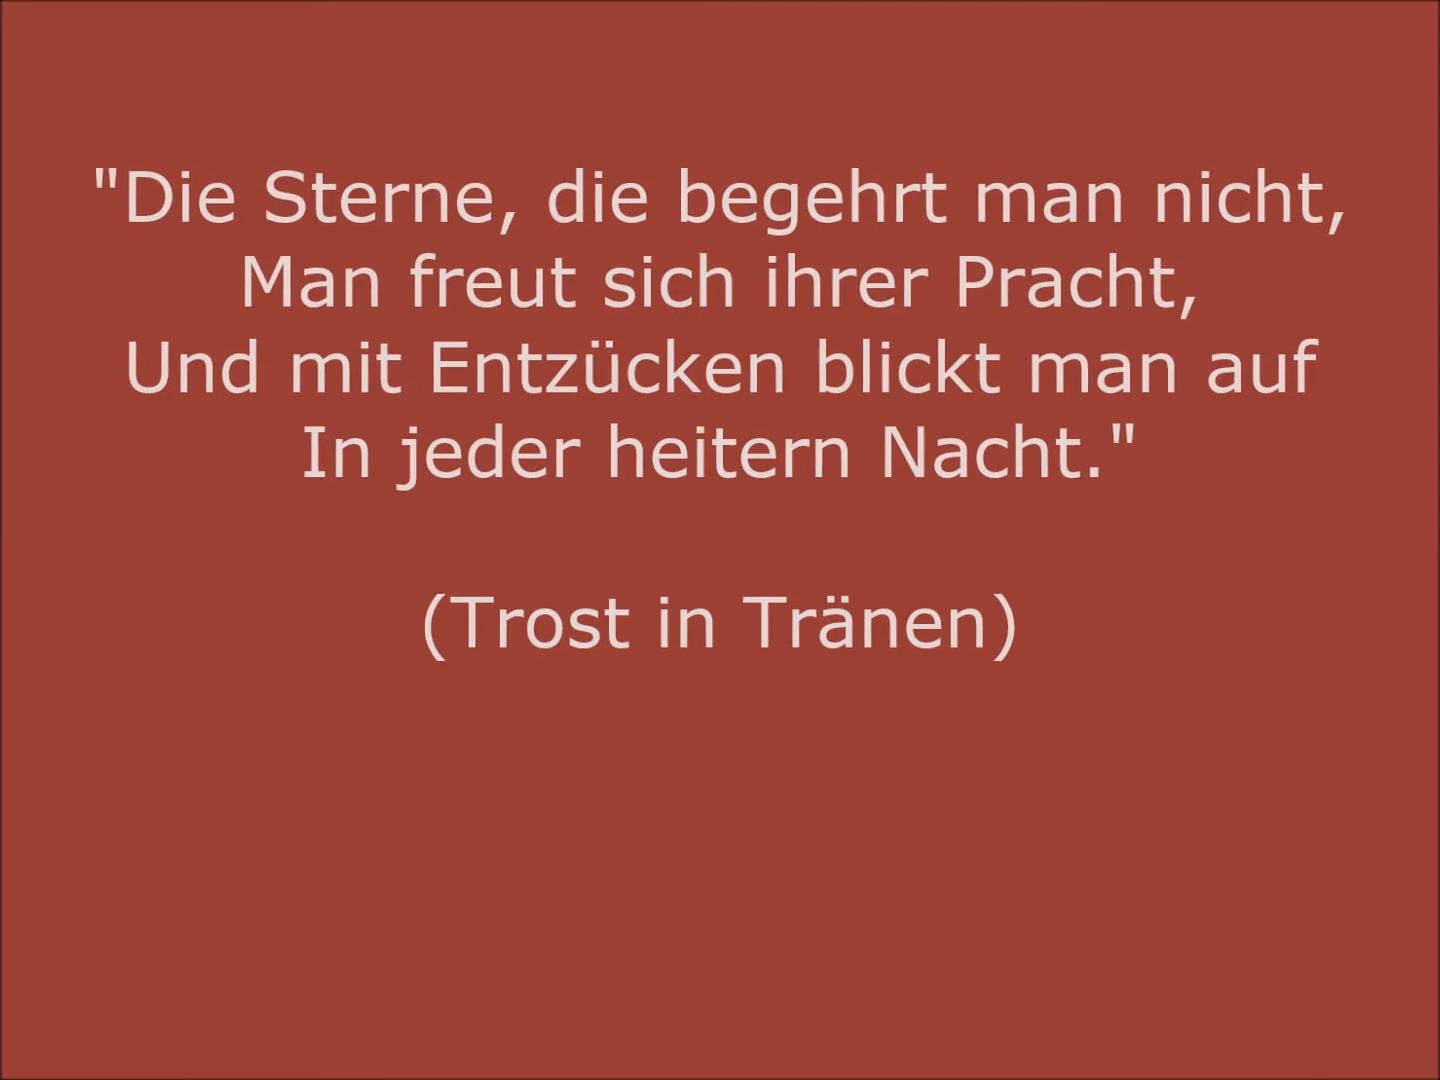 "Die Sterne, die begehrt man nicht,
Man freut sich ihrer Pracht,
Und mit Entzücken blickt man auf
In jeder heitern Nacht."
(Trost in Tränen)